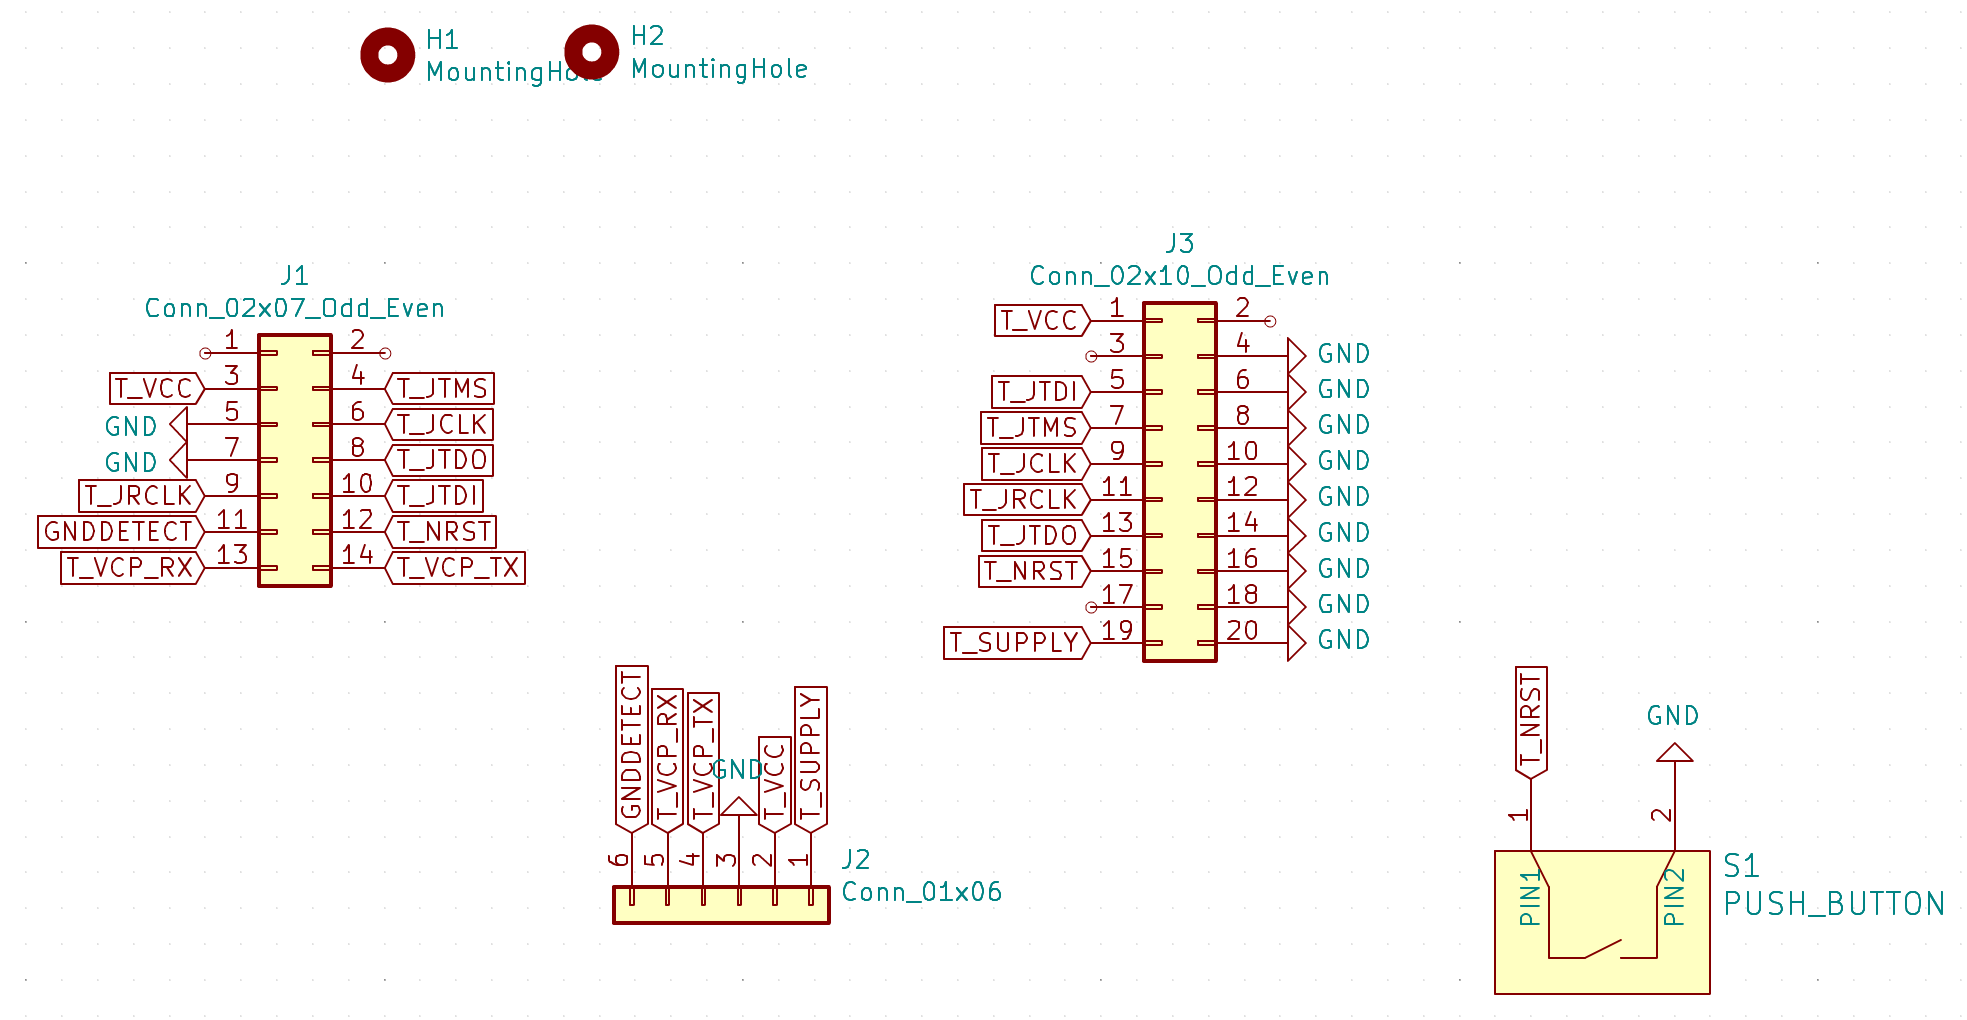 H1
MountingHole
H2
MountingHole
J1
Conn_02x07_Odd_Even
1 2
T_VCC 3 4 T_JTMS
GND 5 6 T_JCLK
GND 7 8 T_JTDO
T_JRCLK 9 10 T_JTDI
GNDDETECT 11 12 T_NRST
T_VCP_RX 13 14 T_VCP_TX
J3
Conn_02x10_Odd_Even
T_VCC 1 2
3 4 GND
T_JTDI 5 6 GND
T_JTMS 7 8 GND
T_JCLK 9 10 GND
T_JRCLK 11 12 GND
T_JTDO 13 14 GND
T_NRST 15 16 GND
17 18 GND
T_SUPPLY 19 20 GND
GNDDETECT 6
T_VCP_RX 5
T_VCP_TX 4
GND 3
T_VCC 2
T_SUPPLY 1
J2
Conn_01x06
T_NRST 1 PIN1
GND 2 PIN2
S1
PUSH_BUTTON